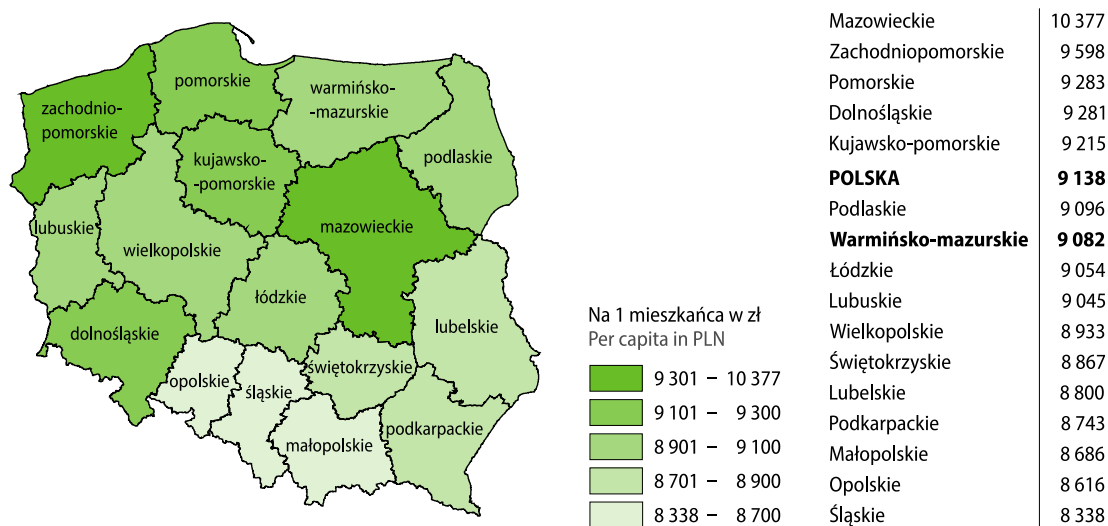 zachodnio-
pomorskie
pomorskie
warmińsko-
-mazurskie
kujawsko-
-pomorskie
podlaskie
lubuskie
wielkopolskie
mazowieckie
łódzkie
dolnośląskie
lubelskie
opolskie
śląskie
świętokrzyskie
małopolskie
podkarpackie
Na 1 mieszkańca w zł
Per capita in PLN
9 301 – 10 377
9 101 – 9 300
8 901 – 9 100
8 701 – 8 900
8 338 – 8 700
Mazowieckie 10 377
Zachodniopomorskie 9 598
Pomorskie 9 283
Dolnośląskie 9 281
Kujawsko-pomorskie 9 215
POLSKA 9 138
Podlaskie 9 096
Warmińsko-mazurskie 9 082
Łódzkie 9 054
Lubuskie 9 045
Wielkopolskie 8 933
Świętokrzyskie 8 867
Lubelskie 8 800
Podkarpackie 8 743
Małopolskie 8 686
Opolskie 8 616
Śląskie 8 338